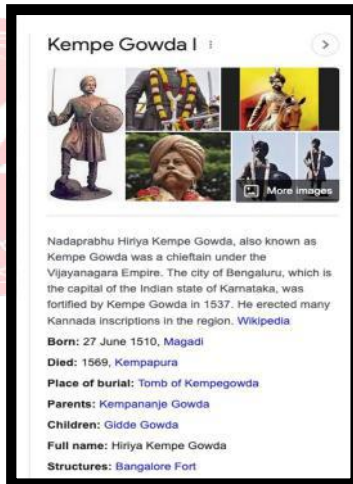 Kempe Gowda I
More images
Nadaprabhu Hiriya Kempe Gowda, also known as
Kempe Gowda was a chieftain under the
Vijayanagara Empire. The city of Bengaluru, which is
the capital of the Indian state of Karnataka, was
fortified by Kempe Gowda in 1537. He erected many
Kannada inscriptions in the region. Wikipedia
Born: 27 June 1510, Magadi
Died: 1569, Kempapura
Place of burial: Tomb of Kempegowda
Parents: Kempananje Gowda
Children: Gidde Gowda
Full name: Hiriya Kempe Gowda
Structures: Bangalore Fort